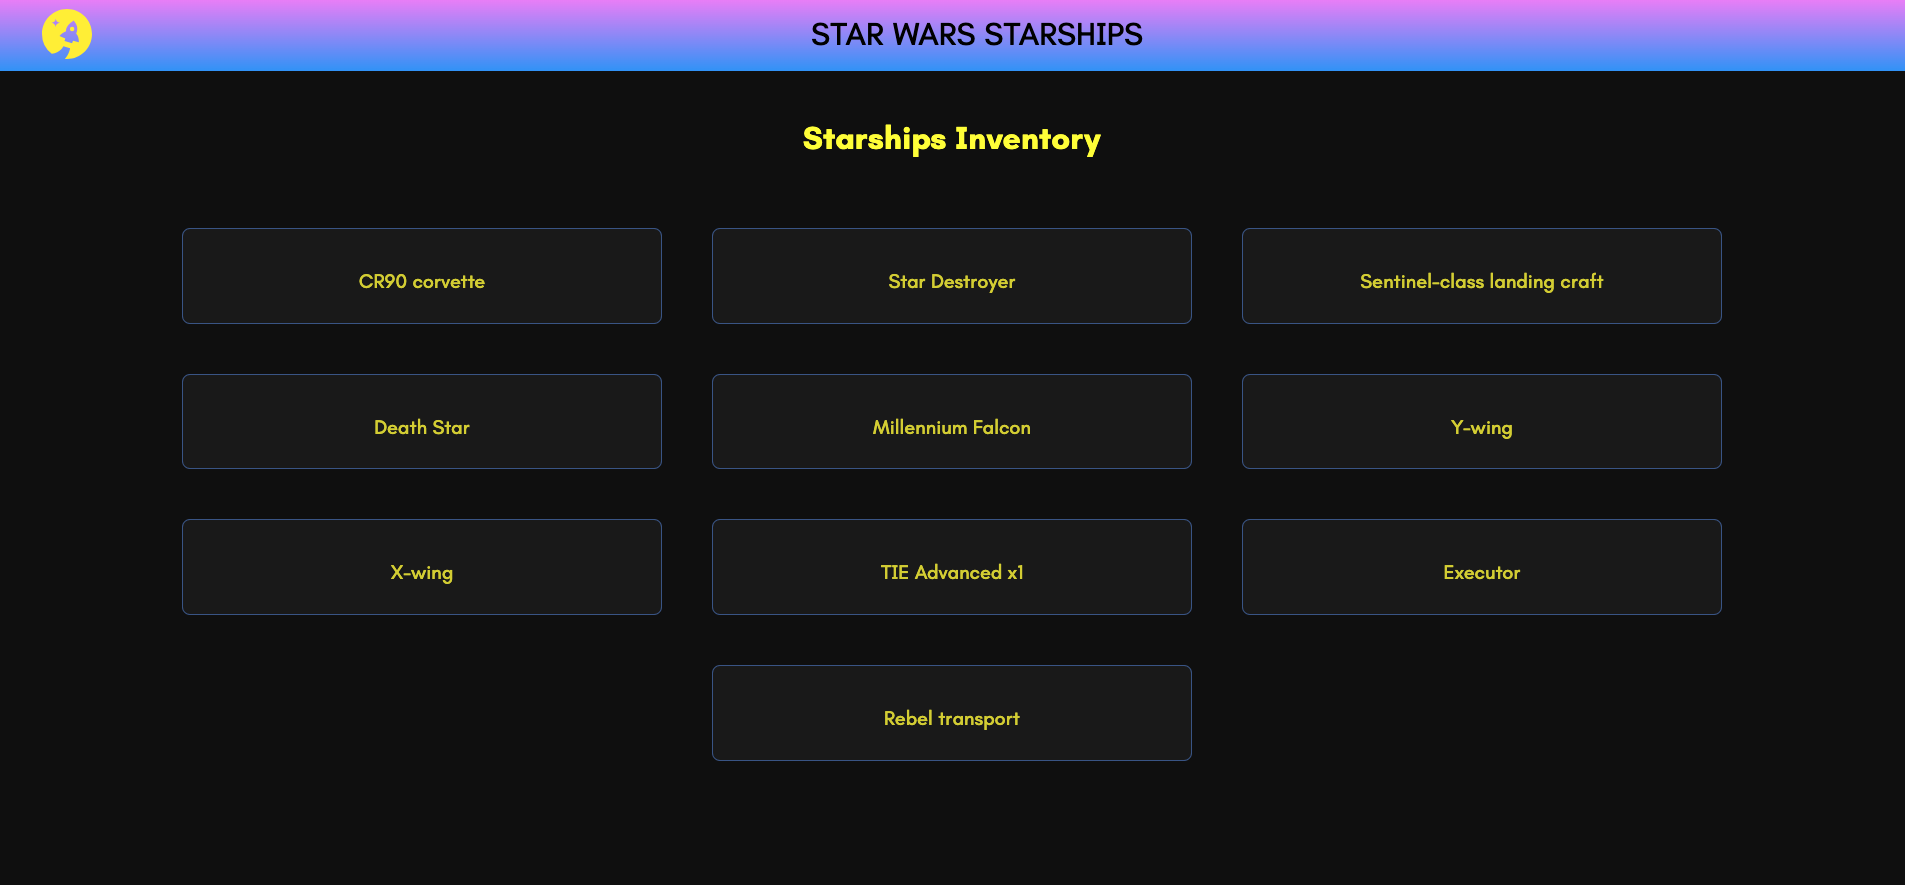 STAR WARS STARSHIPS
Starships Inventory
CR90 corvette
Star Destroyer
Sentinel-class landing craft
Death Star
Millennium Falcon
Y-wing
X-wing
TIE Advanced x1
Executor
Rebel transport